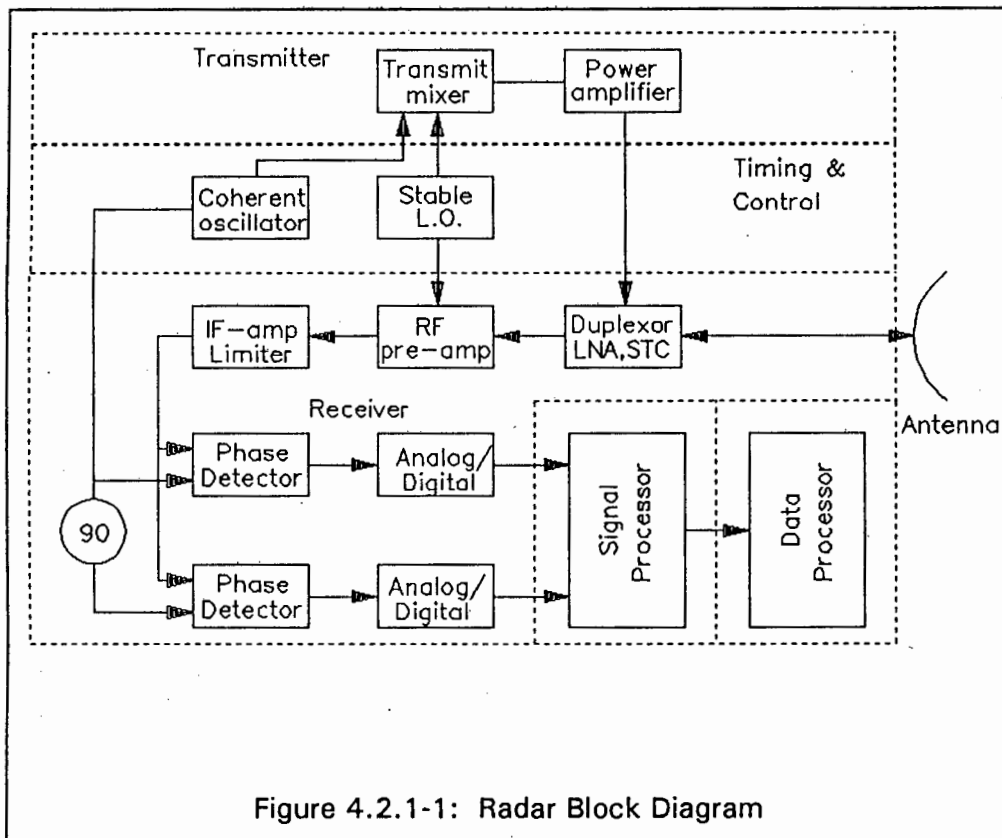 Transmitter
Transmit
mixer
Power
amplifier
Timing &
Control
Coherent
oscillator
Stable
L.O.
IF-amp
Limiter
RF
pre-amp
Duplexor
LNA,STC
Antenna
Receiver
Phase
Detector
Analog/
Digital
Signal
Processor
Data
Processor
90
Phase
Detector
Analog/
Digital
Figure 4.2.1-1: Radar Block Diagram